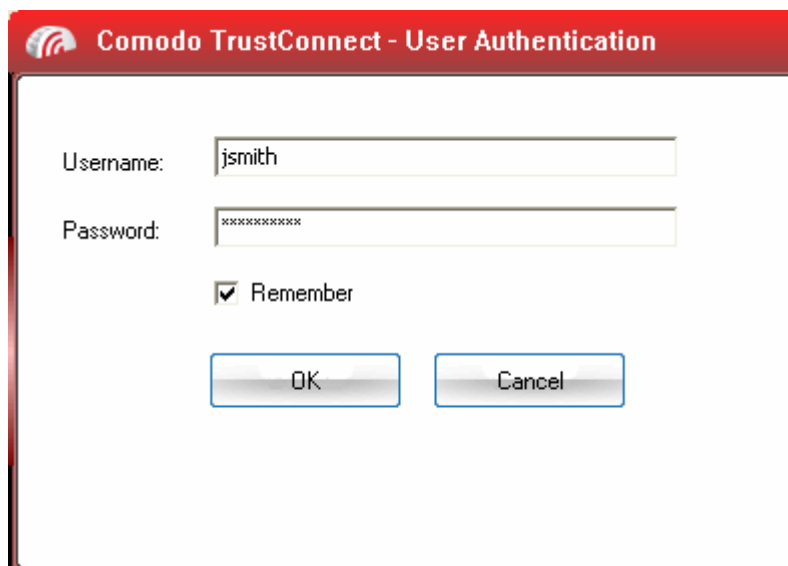 Comodo TrustConnect - User Authentication
Username: jsmith
Password: **********
Remember
OK Cancel